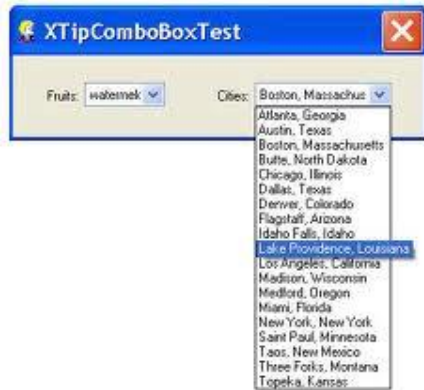 XTipComboBoxTest
Fruits: watermel Cities: Boston, Massachus
Atlanta, Georgia
Austin, Texas
Boston, Massachusetts
Butte, North Dakota
Chicago, Illinois
Dallas, Texas
Denver, Colorado
Flagstaff, Arizona
Idaho Falls, Idaho
Lake Providence, Louisiana
Los Angeles, California
Madison, Wisconsin
Medford, Oregon
Miami, Florida
New York, New York
Saint Paul, Minnesota
Taos, New Mexico
Three Forks, Montana
Topeka, Kansas